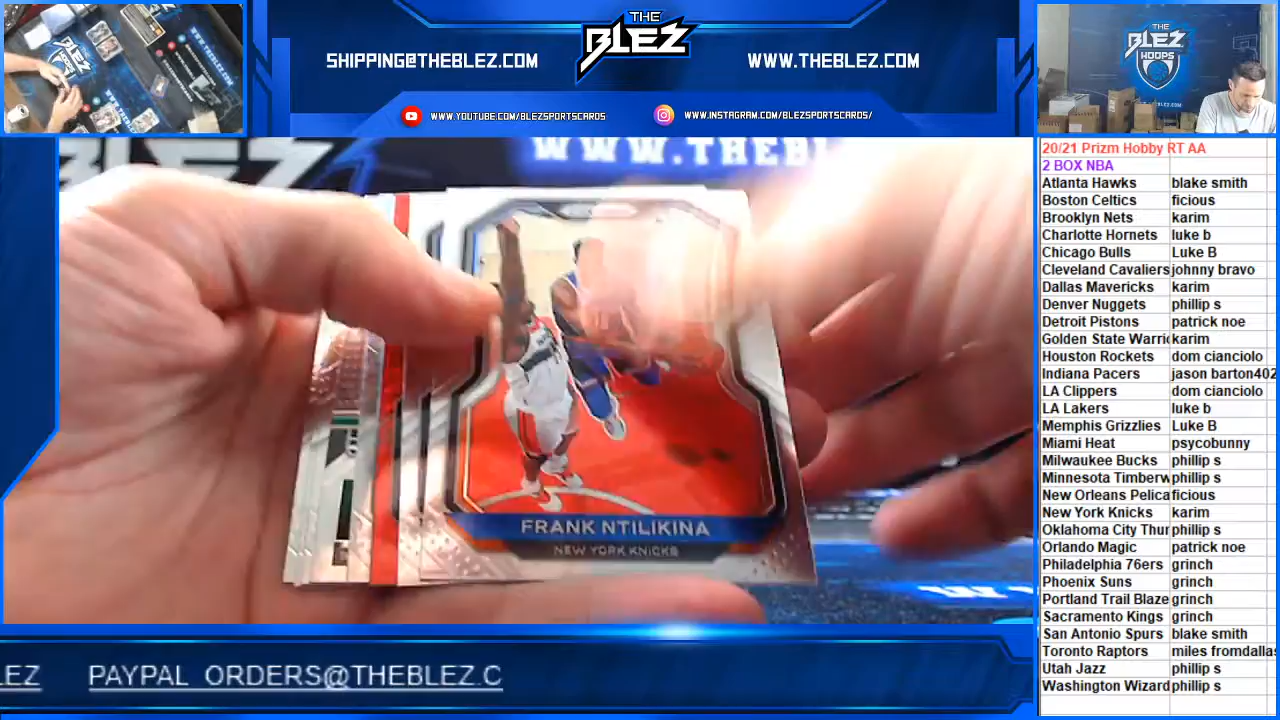 THE
BLEZ
SHIPPING@THEBLEZ.COM
WWW.THEBLEZ.COM
WWW.YOUTUBE.COM/BLEZSPORTSCARDS
WWW.INSTAGRAM.COM/BLEZSPORTSCARDS/
THE
BLEZ
HOOPS
WWW.THEBL
FRANK NTILIKINA
NEW YORK KNICKS
20/21 Prizm Hobby RT AA
2 BOX NBA
Atlanta Hawks blake smith
Boston Celtics ficious
Brooklyn Nets karim
Charlotte Hornets luke b
Chicago Bulls Luke B
Cleveland Cavaliers johnny bravo
Dallas Mavericks karim
Denver Nuggets phillip s
Detroit Pistons patrick noe
Golden State Warri karim
Houston Rockets dom cianciolo
Indiana Pacers jason barton402
LA Clippers dom cianciolo
LA Lakers luke b
Memphis Grizzlies Luke B
Miami Heat psycobunny
Milwaukee Bucks phillip s
Minnesota Timberw phillip s
New Orleans Pelica ficious
New York Knicks karim
Oklahoma City Thu phillip s
Orlando Magic patrick noe
Philadelphia 76ers grinch
Phoenix Suns grinch
Portland Trail Blaze grinch
Sacramento Kings grinch
San Antonio Spurs blake smith
Toronto Raptors miles fromdallas
Utah Jazz phillip s
Washington Wizard phillip s
LEZ PAYPAL ORDERS@THEBLEZ.C